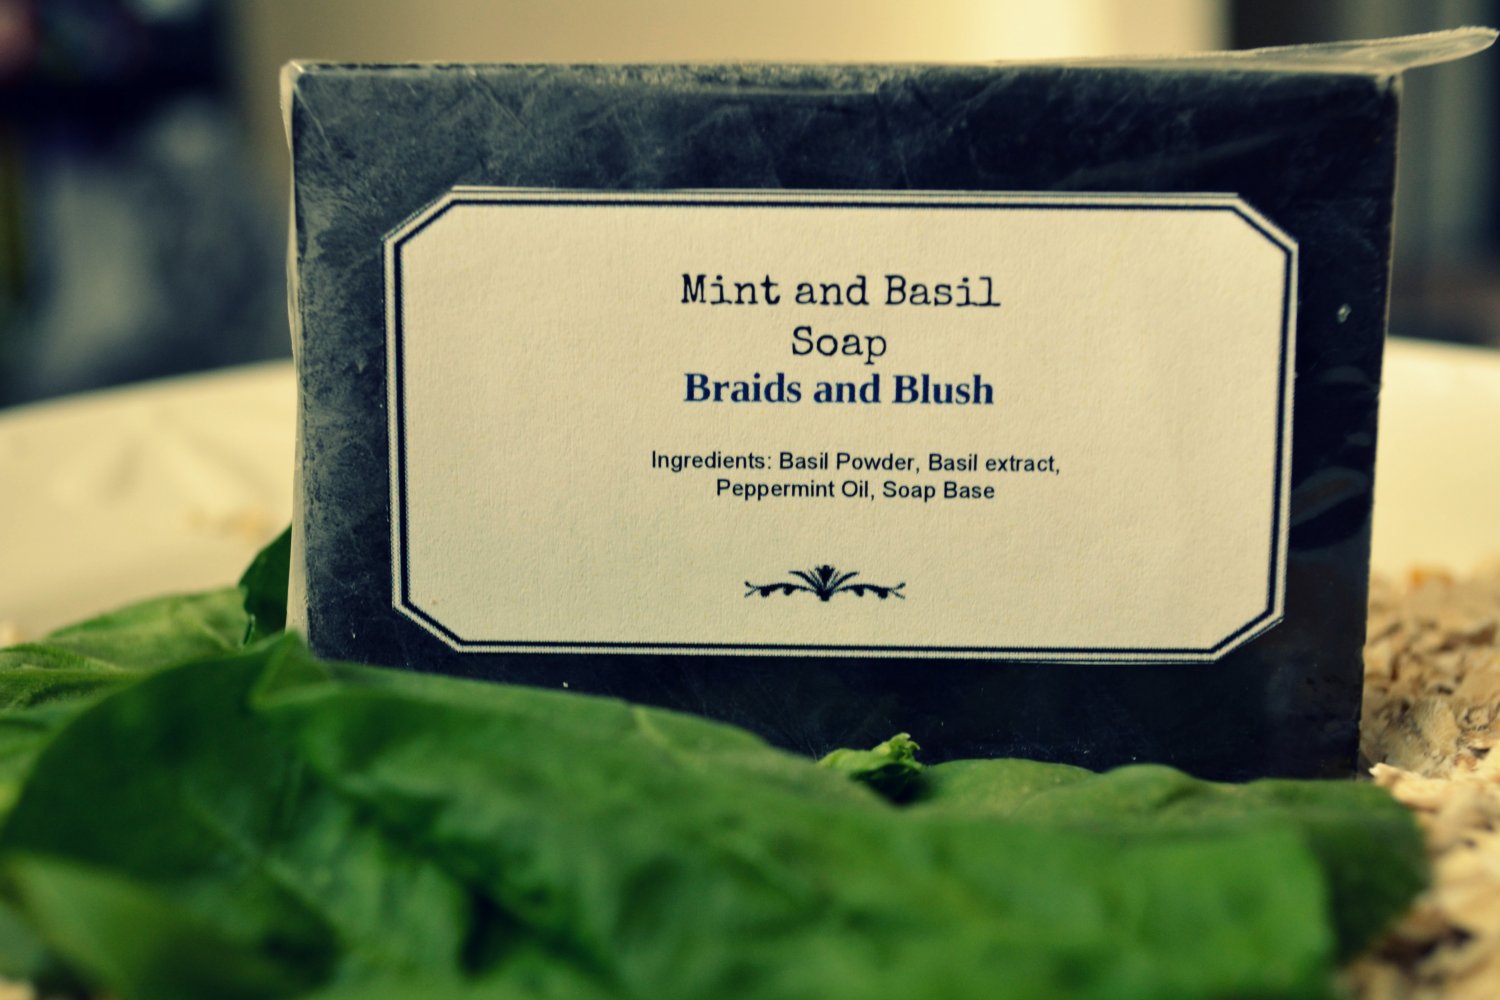 Mint and Basil
Soap
Braids and Blush
Ingredients: Basil Powder, Basil extract,
Peppermint Oil, Soap Base